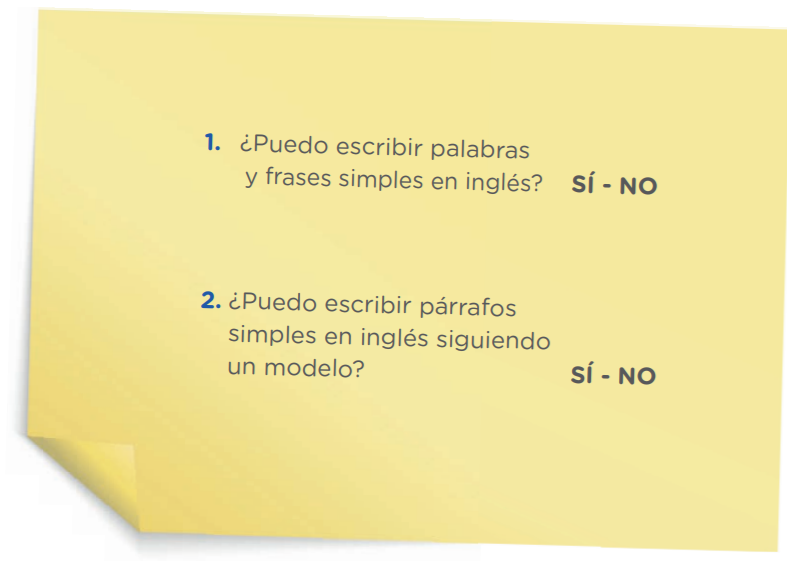 1. ¿Puedo escribir palabras
y frases simples en inglés? SÍ - NO
2. ¿Puedo escribir párrafos
simples en inglés siguiendo
un modelo? SÍ - NO